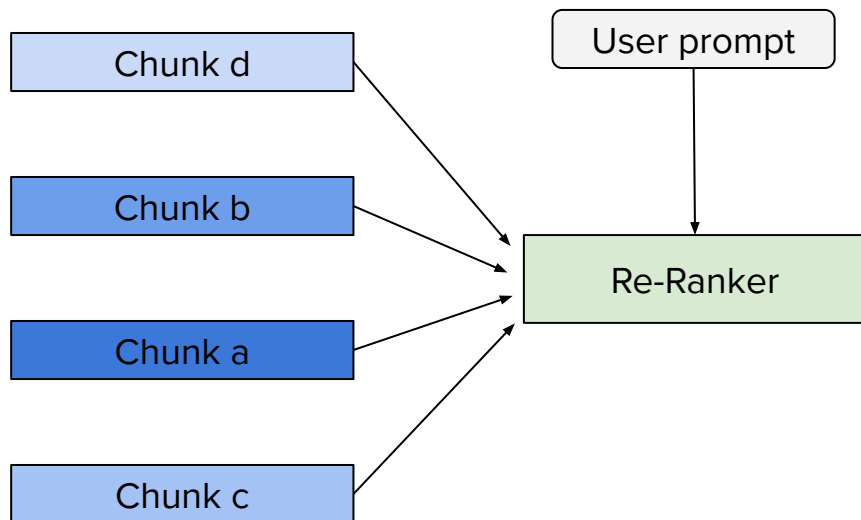 Chunk d
User prompt
Chunk b
Re-Ranker
Chunk a
Chunk c